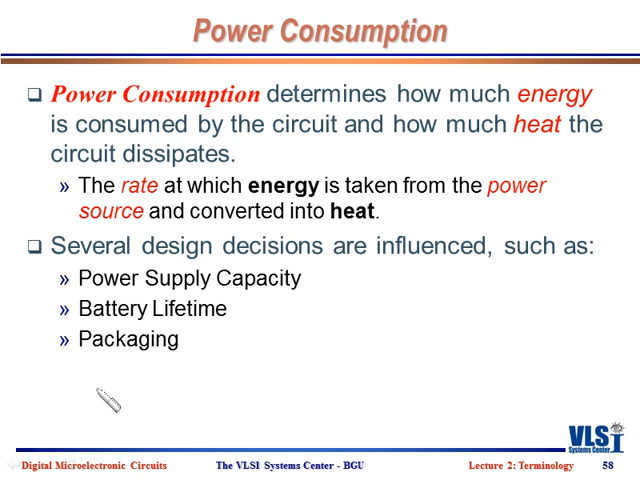 Power Consumption
❑ Power Consumption determines how much energy
is consumed by the circuit and how much heat the
circuit dissipates.
» The rate at which energy is taken from the power
source and converted into heat.
❑ Several design decisions are influenced, such as:
» Power Supply Capacity
» Battery Lifetime
» Packaging
VLSI
Systems Center
Digital Microelectronic Circuits The VLSI Systems Center - BGU Lecture 2: Terminology 58